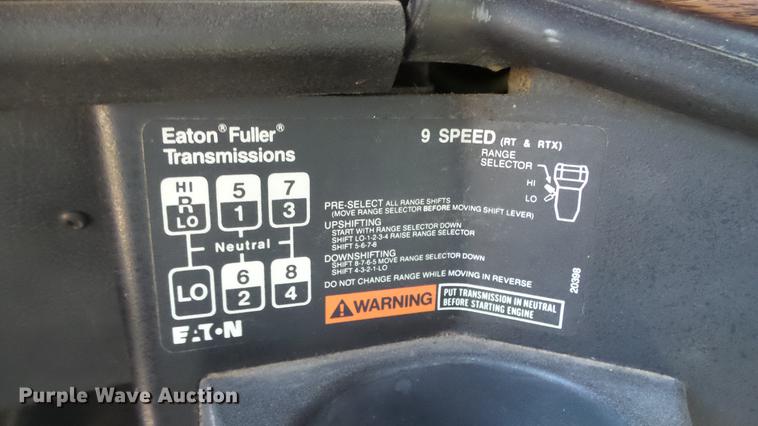 Eaton® Fuller®
Transmissions
9 SPEED (RT & RTX)
RANGE
SELECTOR
HI
LO
HI
R
LO
5
1
7
3
Neutral
LO
6
2
8
4
EATON
PRE-SELECT ALL RANGE SHIFTS
(MOVE RANGE SELECTOR BEFORE MOVING SHIFT LEVER)
UPSHIFTING
START WITH RANGE SELECTOR DOWN
SHIFT LO-1-2-3-4 RAISE RANGE SELECTOR
SHIFT 5-6-7-8
DOWNSHIFTING
SHIFT 8-7-6-5 MOVE RANGE SELECTOR DOWN
SHIFT 4-3-2-1-LO
DO NOT CHANGE RANGE WHILE MOVING IN REVERSE
WARNING
PUT TRANSMISSION IN NEUTRAL
BEFORE STARTING ENGINE
20398
Purple Wave Auction